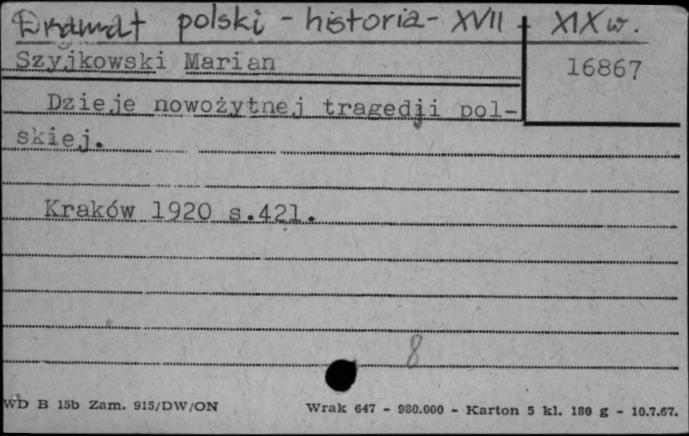 Dramat polski - historia - XVII + XIX w.
Szyjkowski Marian
16867
Dzieje nowożytnej tragedji pol-
skiej.
Kraków 1920 s.421.
8
WD B 15b Zam. 915/DW/ON Wrak 647 - 980.000 - Karton 5 kl. 180 g - 10.7.67.